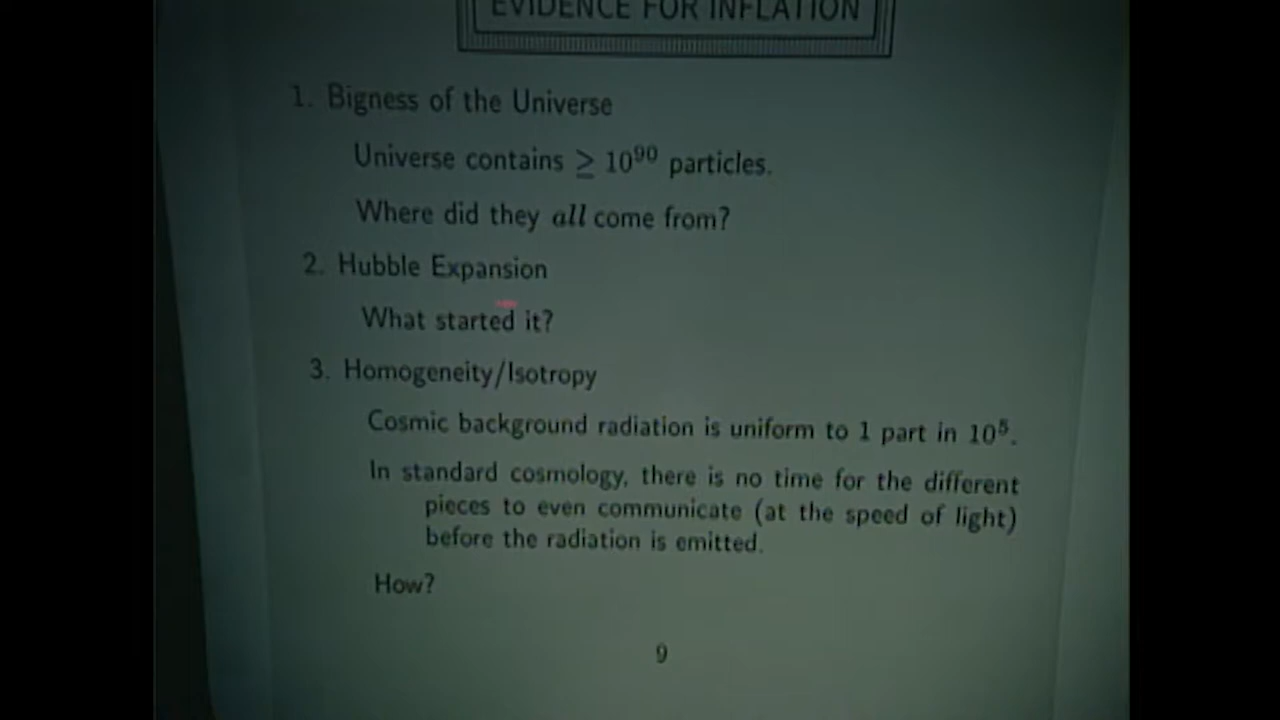 EVIDENCE FOR INFLATION
1. Bigness of the Universe
Universe contains ≥ 10⁹⁰ particles.
Where did they all come from?
2. Hubble Expansion
What started it?
3. Homogeneity/Isotropy
Cosmic background radiation is uniform to 1 part in 10⁵.
In standard cosmology, there is no time for the different
pieces to even communicate (at the speed of light)
before the radiation is emitted.
How?
9